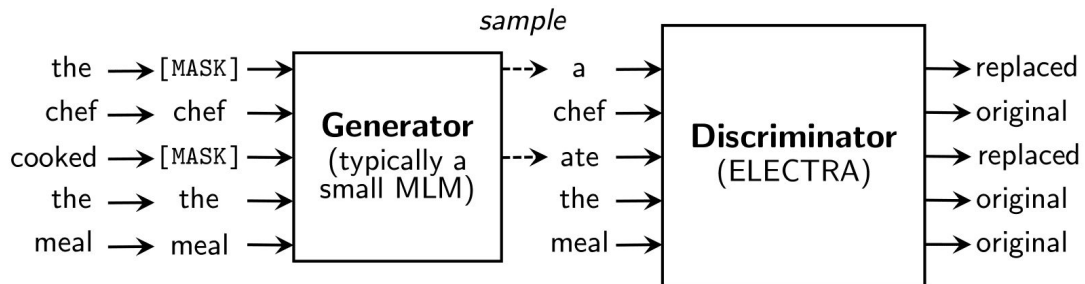 sample
the [MASK] a replaced
chef chef chef original
cooked [MASK] ate replaced
the the the original
meal meal meal original
Generator
(typically a
small MLM)
Discriminator
(ELECTRA)